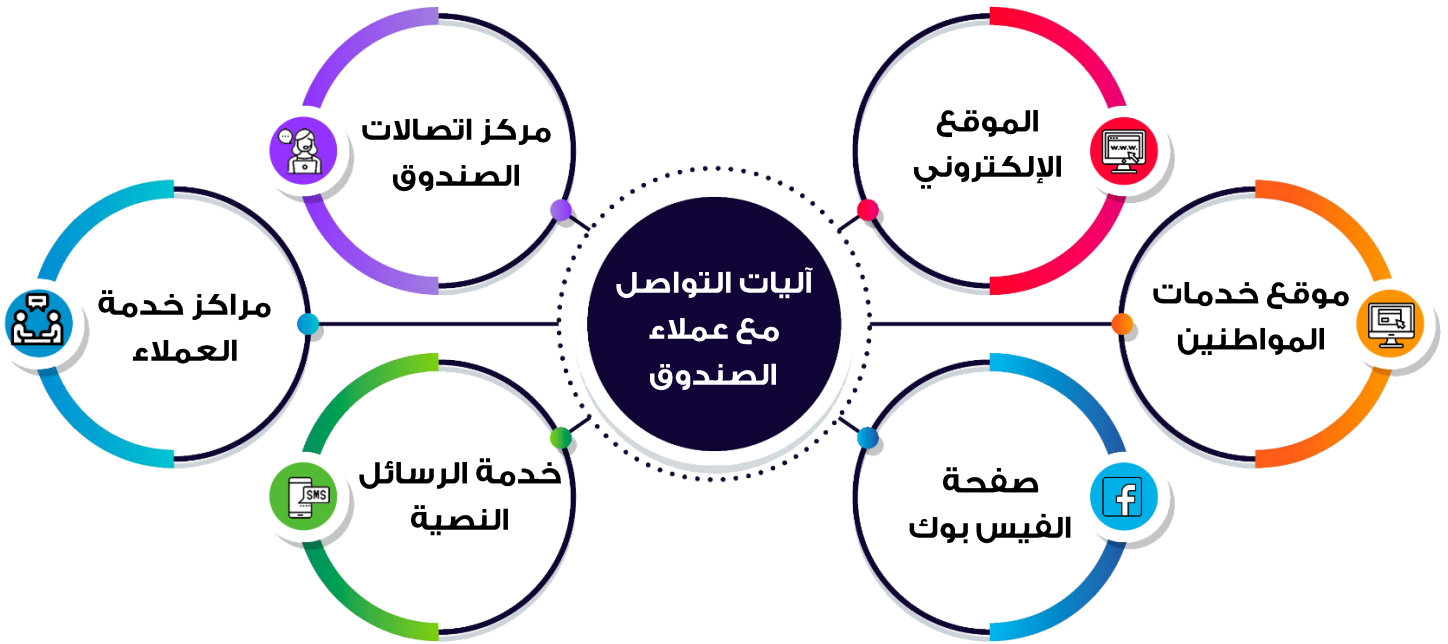 آليات التواصل
مع عملاء
الصندوق
الموقع
الإلكتروني
www.
موقع خدمات
المواطنين
صفحة
الفيس بوك
f
مركز اتصالات
الصندوق
مراكز خدمة
العملاء
خدمة الرسائل
النصية
SMS